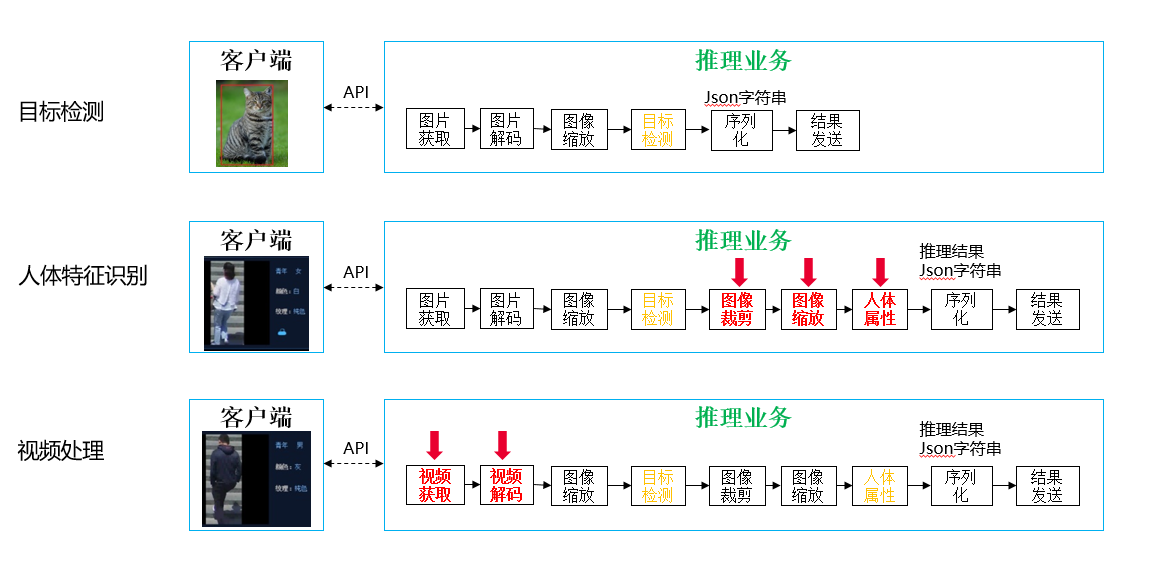 客户端
推理业务
目标检测
API
Json字符串
图片
获取
图片
解码
图像
缩放
目标
检测
序列
化
结果
发送
客户端
推理业务
人体特征识别
API
青年 女
颜色：白
纹理：纯色
推理结果
Json字符串
图片
获取
图片
解码
图像
缩放
目标
检测
图像
裁剪
图像
缩放
人体
属性
序列
化
结果
发送
客户端
推理业务
视频处理
API
青年 男
颜色：灰
纹理：纯色
推理结果
Json字符串
视频
获取
视频
解码
图像
缩放
目标
检测
图像
裁剪
图像
缩放
人体
属性
序列
化
结果
发送